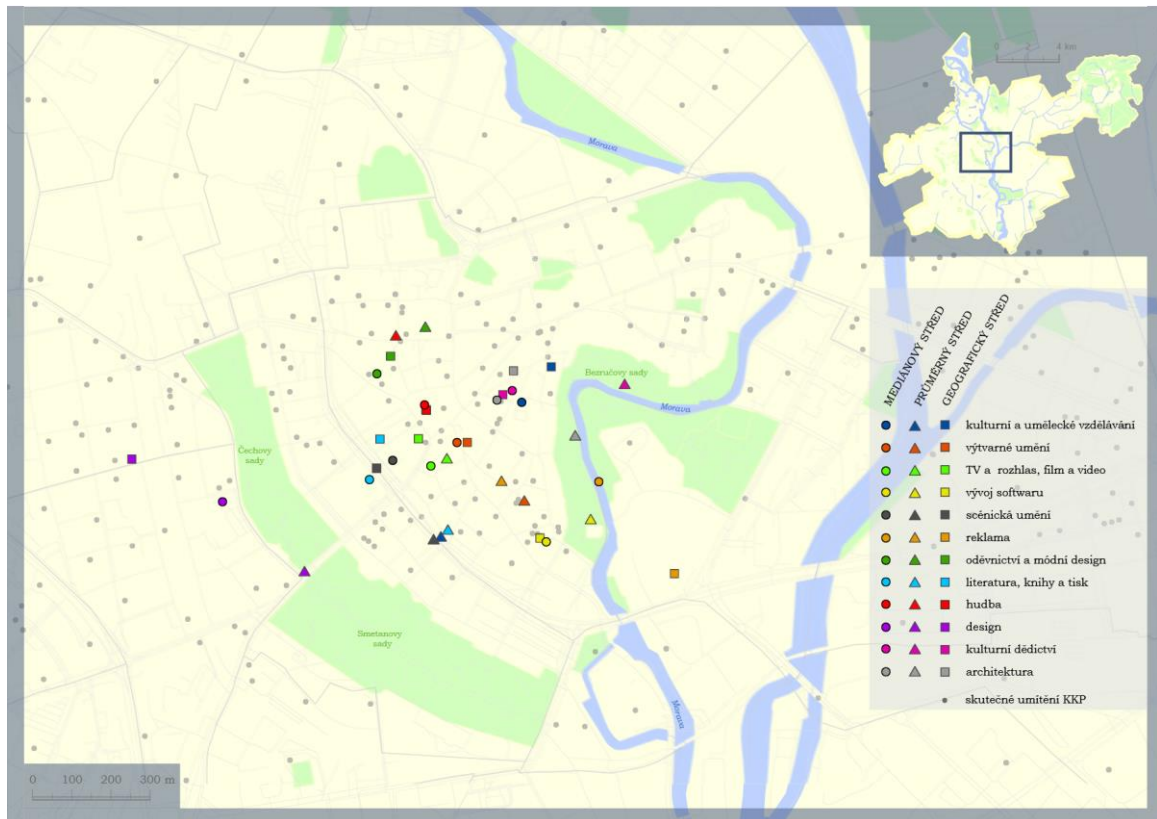 0 2 4 km
Morava
Bezručovy sady
Morava
Čechovy
sady
Smetanovy
sady
Morava
MEDIÁNOVÝ STŘED
PRŮMĚRNÝ STŘED
GEOGRAFICKÝ STŘED
kulturní a umělecké vzdělávání
výtvarné umění
TV a rozhlas, film a video
vývoj softwaru
scénická umění
reklama
oděvnictví a módní design
literatura, knihy a tisk
hudba
design
kulturní dědictví
architektura
skutečné umítění KKP
0 100 200 300 m